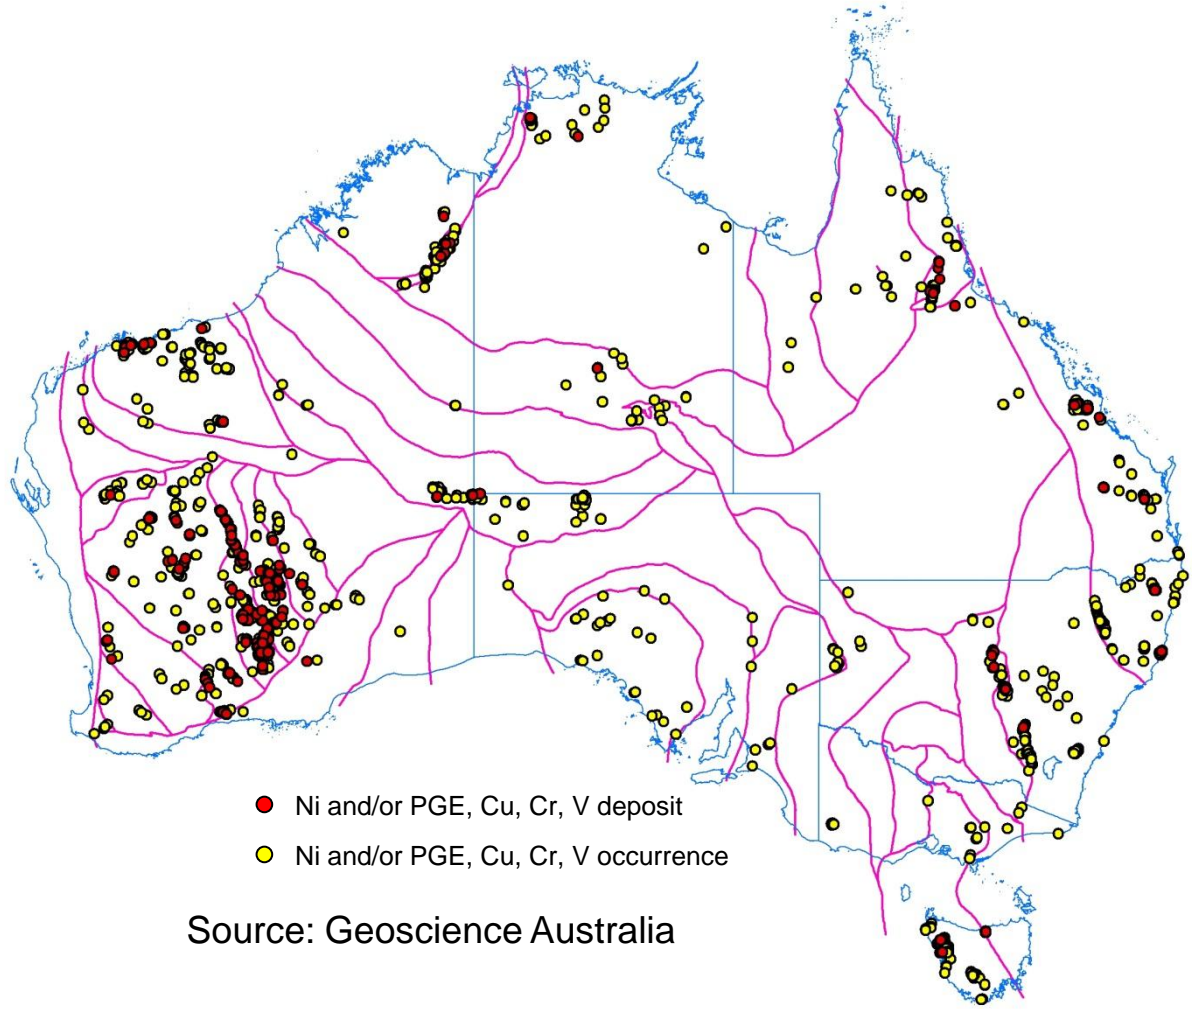 Ni and/or PGE, Cu, Cr, V deposit
Ni and/or PGE, Cu, Cr, V occurrence
Source: Geoscience Australia